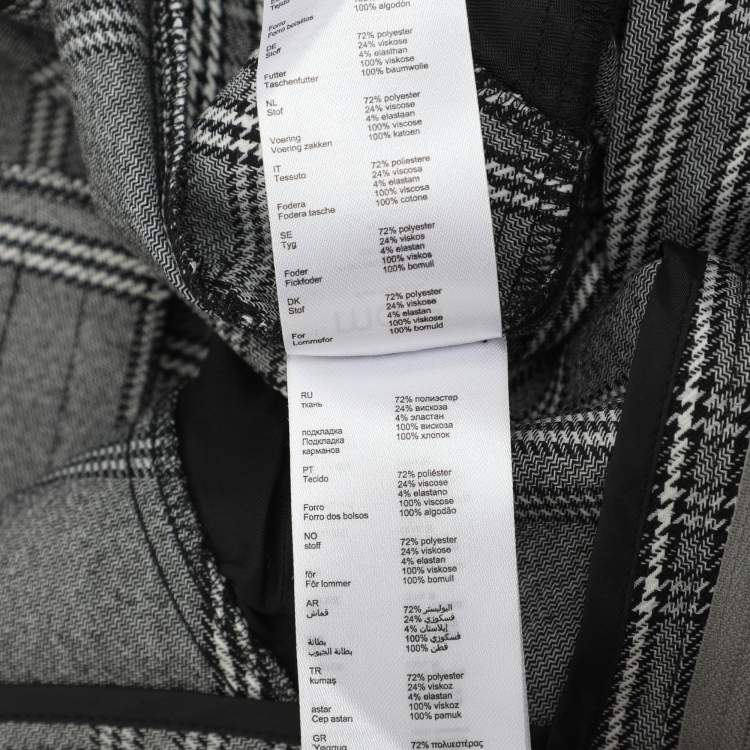 Tejido 100% algodón
Forro
Forro bolsillos
DE 72% polyester
Stoff 24% viskose
4% elasthan
Futter 100% viskose
Taschenfutter 100% baumwolle
NL 72% polyester
Stof 24% viscose
4% elastaan
Voering 100% viscose
Voering zakken 100% katoen
IT 72% poliestere
Tessuto 24% viscosa
4% elastam
Fodera 100% viscosa
Fodera tasche 100% cotone
SE 72% polyester
Tyg 24% viskos
4% elastan
Foder 100% viskos
Fickfoder 100% bomull
DK 72% polyester
Stof 24% viskose
4% elastan
For 100% viskose
Lommefor 100% bomuld
RU 72% полиэстер
ткань 24% вискоза
4% эластан
подкладка 100% вискоза
Подкладка 100% хлопок
карманов
PT 72% poliéster
Tecido 24% viscose
4% elastano
Forro 100% viscose
Forro dos bolsos 100% algodão
NO 72% polyester
stoff 24% viskose
4% elastan
fôr 100% viskose
Fôr lommer 100% bomull
AR 72% البوليستر
قماش 24% فسكوزي
4% إيلاستان
بطانة 100% فسكوزي
بطانة الجيوب 100% قطن
TR 72% polyester
kumaş 24% viskoz
4% elastan
astar 100% viskoz
Cep astarı 100% pamuk
GR 72% πολυεστέρας